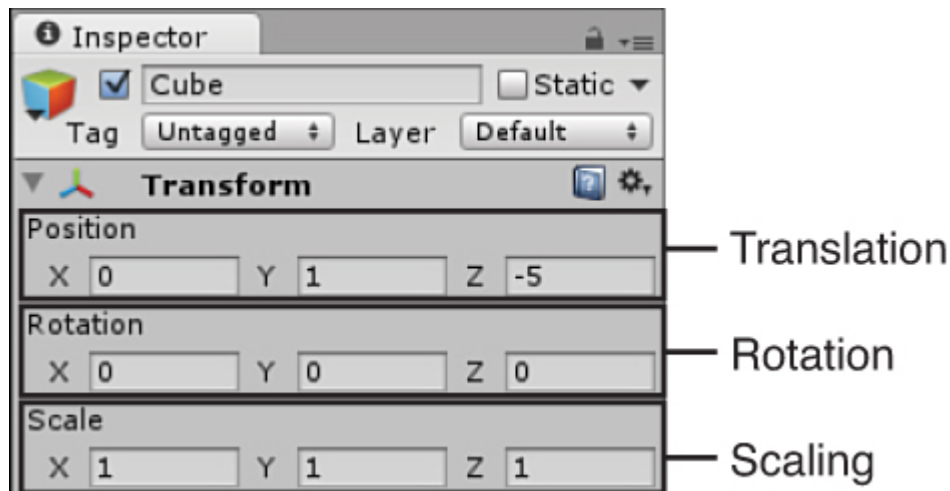 Inspector
Cube Static
Tag Untagged Layer Default
Transform
Position
X 0 Y 1 Z -5
Translation
Rotation
X 0 Y 0 Z 0
Rotation
Scale
X 1 Y 1 Z 1
Scaling